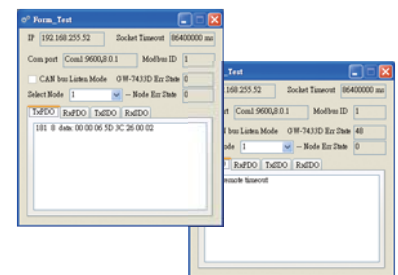 Form_Test
IP 192.168.255.52 Socket Timeout 86400000 ms
Com port Com1 9600,8.0.1 Modbus ID 1
CAN bus Listen Mode GW-7433D Err State 0
Select Node 1 -- Node Err State 0
TxPDO RxPDO TxSDO RxSDO
181 8 data: 00 00 06 5D 3C 26 00 02
_Test
.168.255.52 Socket Timeout 86400000 ms
rt Com1 9600,8.0.1 Modbus ID 1
bus Listen Mode GW-7433D Err State 48
ode 1 -- Node Err State 0
RxPDO TxSDO RxSDO
remote timeout